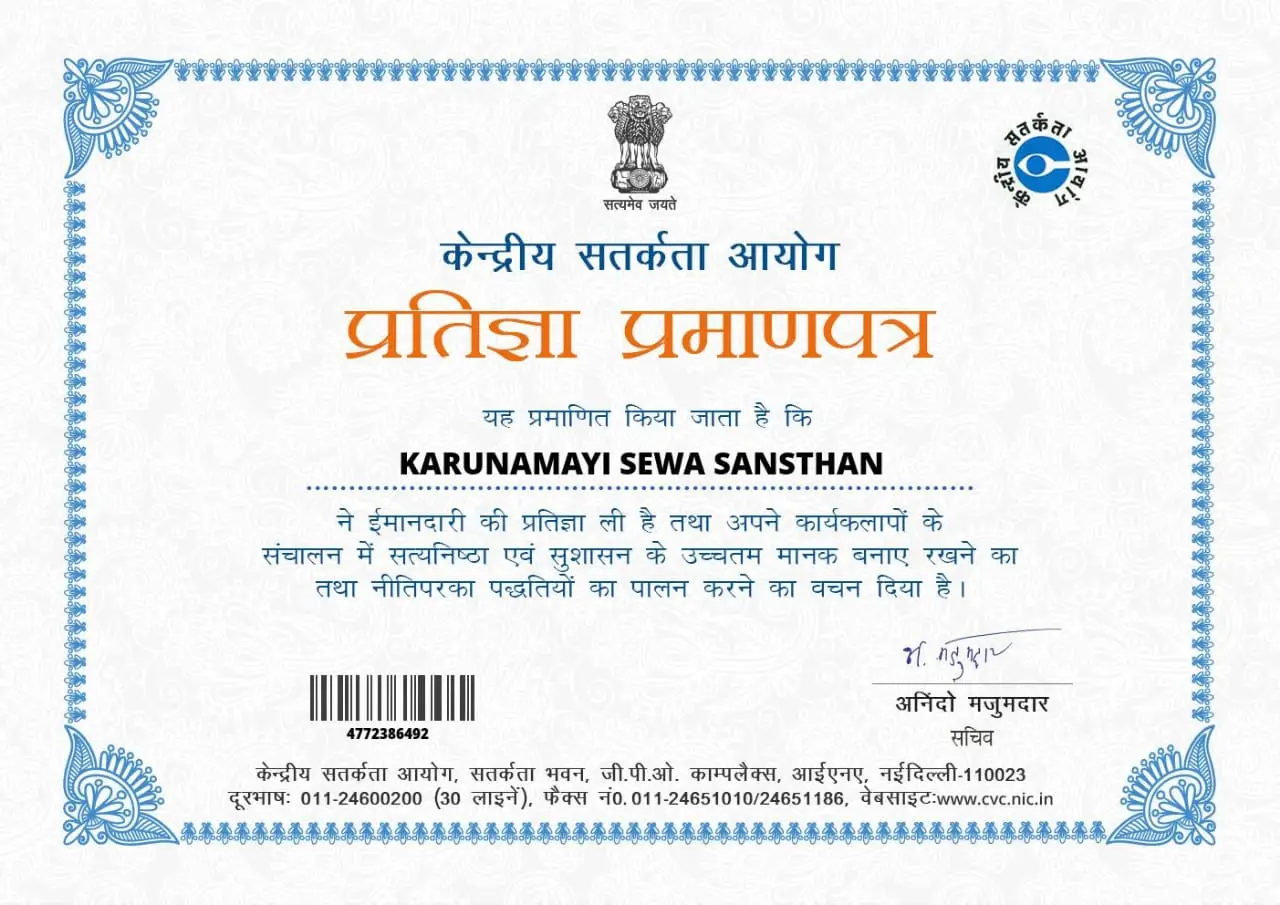 सत्यमेव जयते
केन्द्रीय सतर्कता आयोग
केन्द्रीय सतर्कता आयोग
प्रतिज्ञा प्रमाणपत्र
यह प्रमाणित किया जाता है कि
KARUNAMAYI SEWA SANSTHAN
ने ईमानदारी की प्रतिज्ञा ली है तथा अपने कार्यकलापों के
संचालन में सत्यनिष्ठा एवं सुशासन के उच्चतम मानक बनाए रखने का
तथा नीतिपरका पद्धतियों का पालन करने का वचन दिया है।
अ. मजुमदार
अनिंदो मजुमदार
सचिव
4772386492
केन्द्रीय सतर्कता आयोग, सतर्कता भवन, जी.पी.ओ. काम्पलैक्स, आईएनए, नईदिल्ली-110023
दूरभाषः 011-24600200 (30 लाइनें), फैक्स नं0. 011-24651010/24651186, वेबसाइटःwww.cvc.nic.in